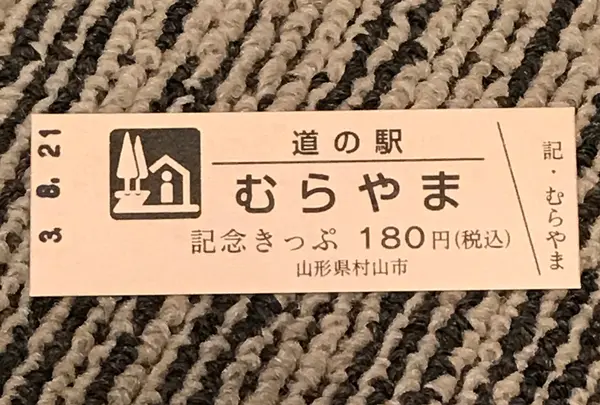 3. 8. 21
道の駅
むらやま
記念きっぷ 180円(税込)
山形県村山市
記・むらやま